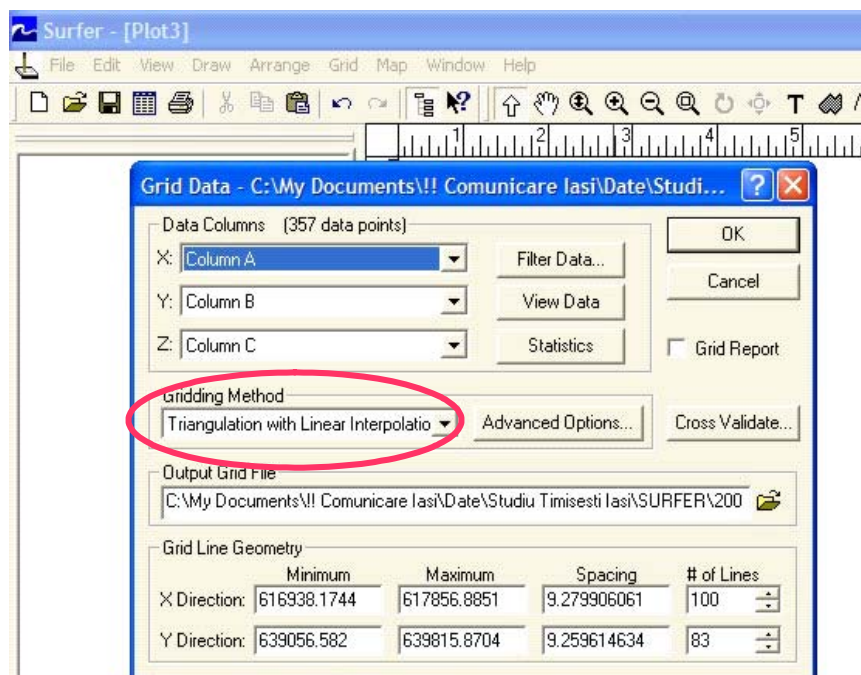 Surfer - [Plot3]
File Edit View Draw Arrange Grid Map Window Help
1 2 3 4 5
Grid Data - C:\My Documents\!! Comunicare Iasi\Date\Studi...
Data Columns (357 data points)
OK
X: Column A Filter Data...
Cancel
Y: Column B View Data
Z: Column C Statistics Grid Report
Gridding Method
Triangulation with Linear Interpolatio Advanced Options... Cross Validate...
Output Grid File
C:\My Documents\!! Comunicare Iasi\Date\Studiu Timisesti Iasi\SURFER\200
Grid Line Geometry
Minimum Maximum Spacing # of Lines
X Direction: 616938.1744 617856.8851 9.279906061 100
Y Direction: 639056.582 639815.8704 9.259614634 83